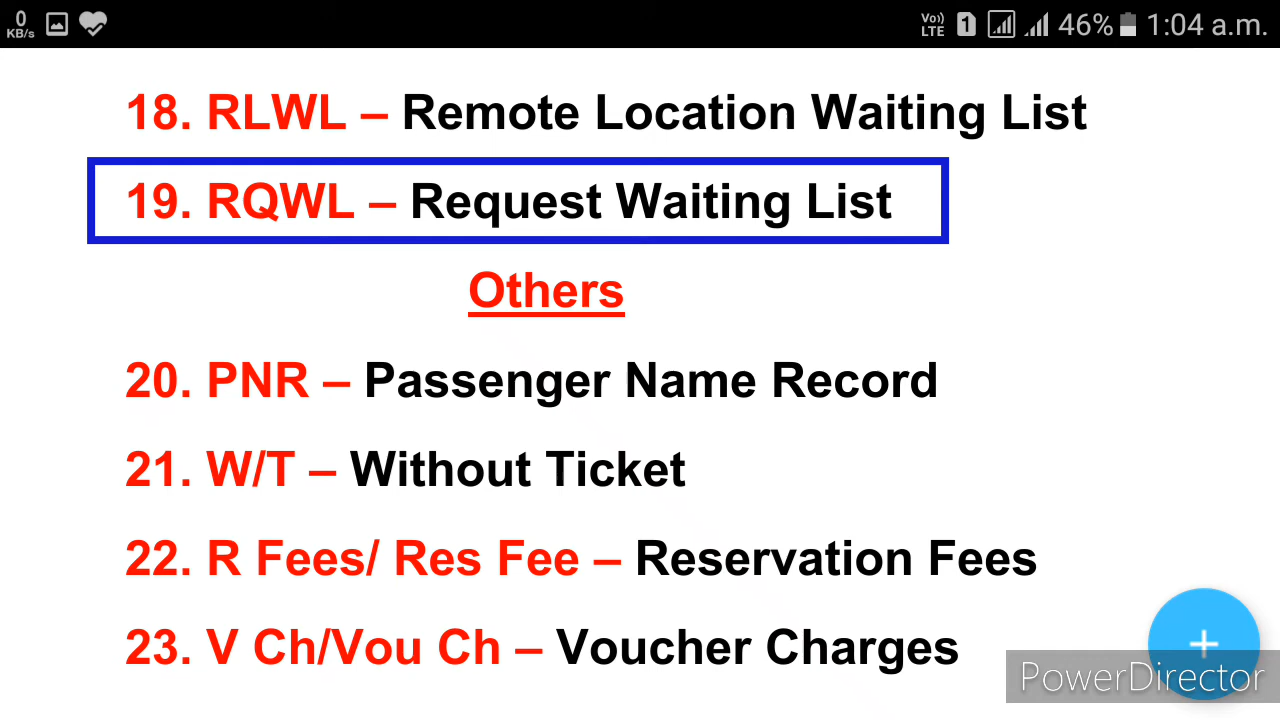 0
KB/s
Vo))
LTE
1
46%
1:04 a.m.
18. RLWL – Remote Location Waiting List
19. RQWL – Request Waiting List
Others
20. PNR – Passenger Name Record
21. W/T – Without Ticket
22. R Fees/ Res Fee – Reservation Fees
23. V Ch/Vou Ch – Voucher Charges
+
PowerDirector